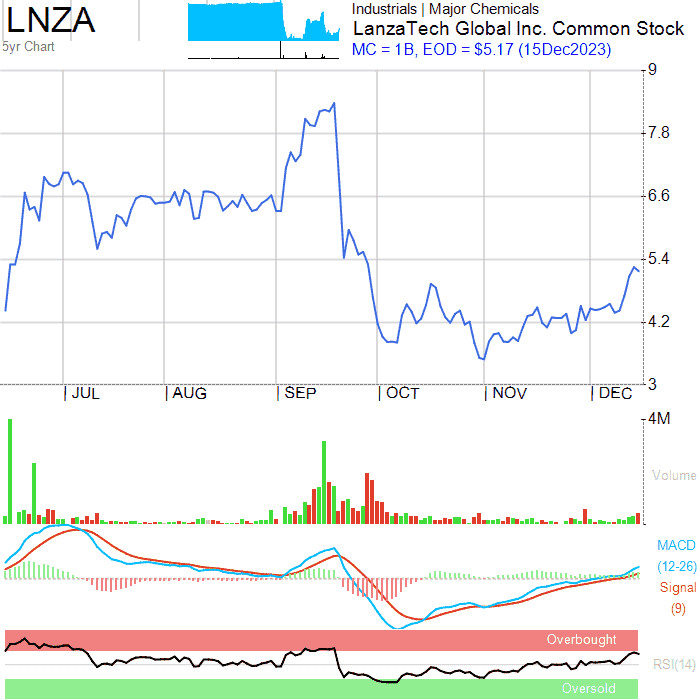 LNZA
5yr Chart
Industrials | Major Chemicals
LanzaTech Global Inc. Common Stock
MC = 1B, EOD = $5.17 (15Dec2023)
9
7.8
6.6
5.4
4.2
3
JUL
AUG
SEP
OCT
NOV
DEC
4M
Volume
MACD
(12-26)
Signal
(9)
Overbought
RSI(14)
Oversold